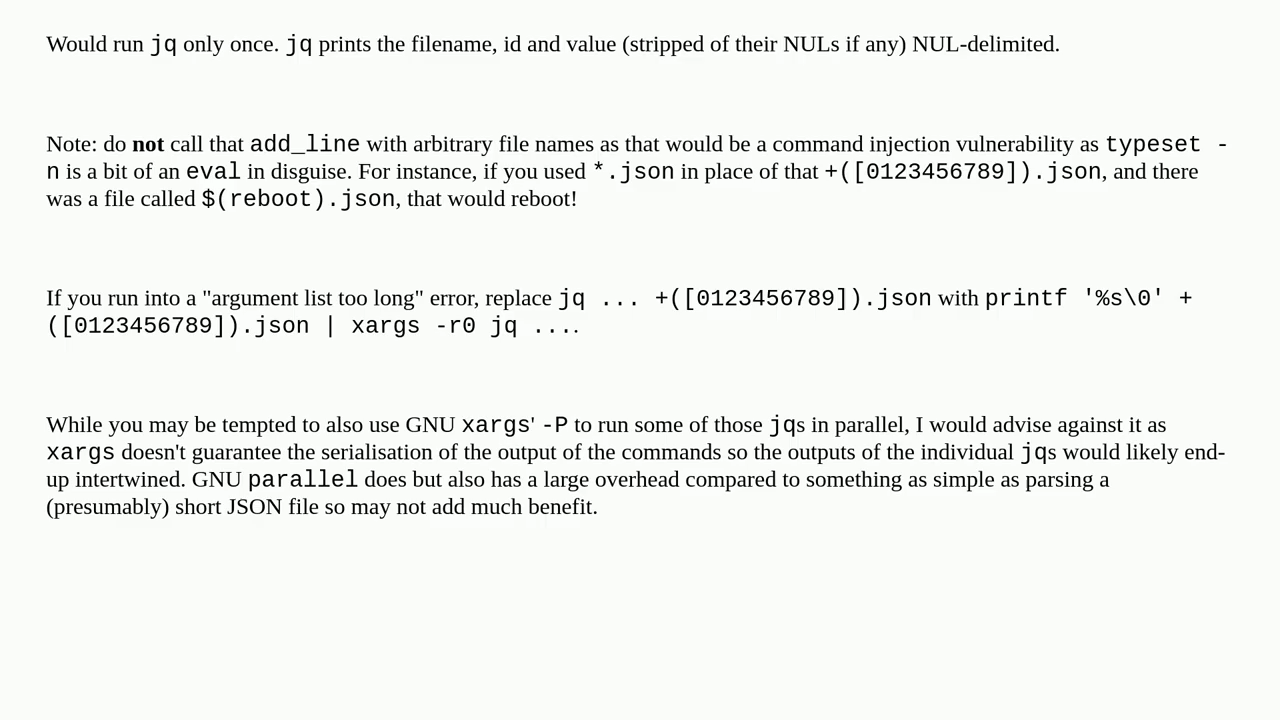 Would run jq only once. jq prints the filename, id and value (stripped of their NULs if any) NUL-delimited.
Note: do not call that add_line with arbitrary file names as that would be a command injection vulnerability as typeset -
n is a bit of an eval in disguise. For instance, if you used *.json in place of that +([0123456789]).json, and there
was a file called $(reboot).json, that would reboot!
If you run into a "argument list too long" error, replace jq ... +([0123456789]).json with printf '%s\0' +
([0123456789]).json | xargs -r0 jq ....
While you may be tempted to also use GNU xargs' -P to run some of those jqs in parallel, I would advise against it as
xargs doesn't guarantee the serialisation of the output of the commands so the outputs of the individual jqs would likely end-
up intertwined. GNU parallel does but also has a large overhead compared to something as simple as parsing a
(presumably) short JSON file so may not add much benefit.